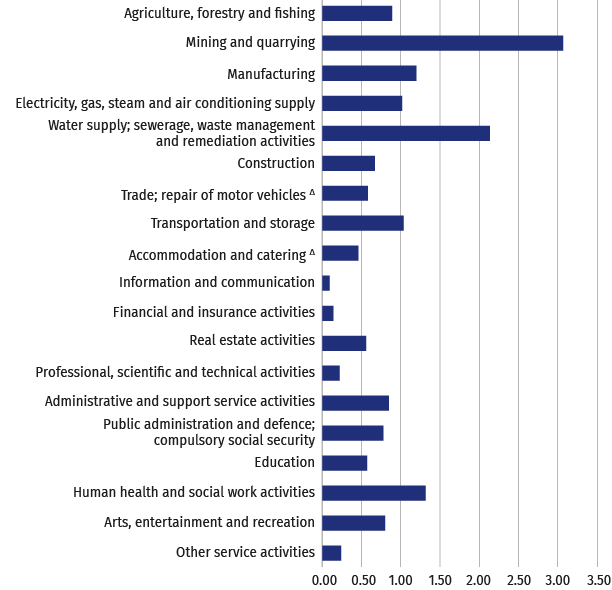 Agriculture, forestry and fishing
Mining and quarrying
Manufacturing
Electricity, gas, steam and air conditioning supply
Water supply; sewerage, waste management
and remediation activities
Construction
Trade; repair of motor vehicles Δ
Transportation and storage
Accommodation and catering Δ
Information and communication
Financial and insurance activities
Real estate activities
Professional, scientific and technical activities
Administrative and support service activities
Public administration and defence;
compulsory social security
Education
Human health and social work activities
Arts, entertainment and recreation
Other service activities
0.00 0.50 1.00 1.50 2.00 2.50 3.00 3.50